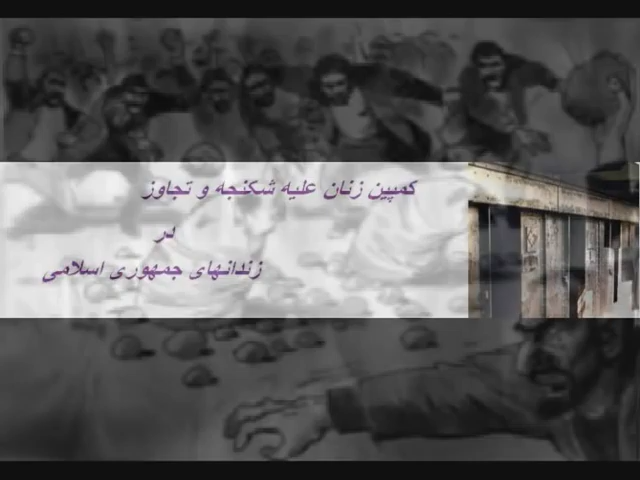 کمپین زنان علیه شکنجه و تجاوز
در
زندانهای جمهوری اسلامی